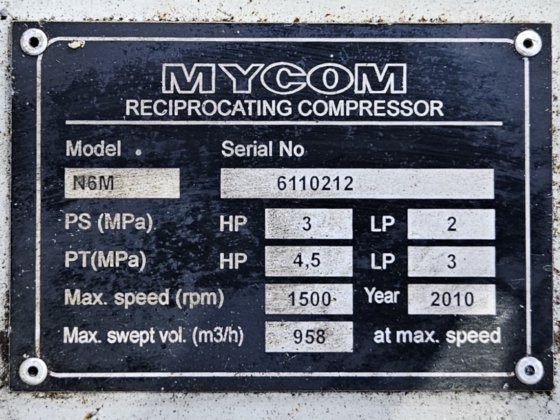 MYCOM
RECIPROCATING COMPRESSOR
Model Serial No
N6M 6110212
PS (MPa) HP 3 LP 2
PT(MPa) HP 4,5 LP 3
Max. speed (rpm) 1500 Year 2010
Max. swept vol. (m3/h) 958 at max. speed